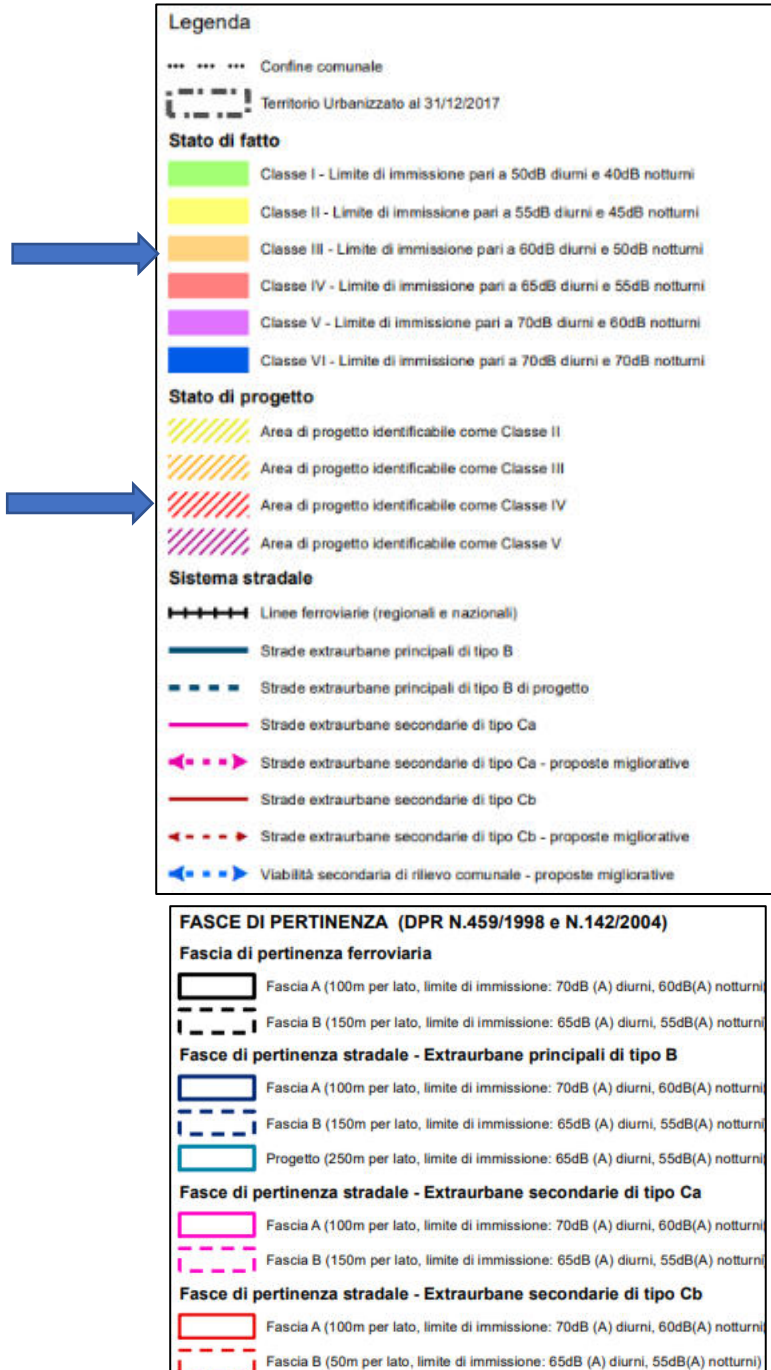 Legenda
Confine comunale
Territorio Urbanizzato al 31/12/2017
Stato di fatto
Classe I - Limite di immissione pari a 50dB diurni e 40dB notturni
Classe II - Limite di immissione pari a 55dB diurni e 45dB notturni
Classe III - Limite di immissione pari a 60dB diurni e 50dB notturni
Classe IV - Limite di immissione pari a 65dB diurni e 55dB notturni
Classe V - Limite di immissione pari a 70dB diurni e 60dB notturni
Classe VI - Limite di immissione pari a 70dB diurni e 70dB notturni
Stato di progetto
Area di progetto identificabile come Classe II
Area di progetto identificabile come Classe III
Area di progetto identificabile come Classe IV
Area di progetto identificabile come Classe V
Sistema stradale
Linee ferroviarie (regionali e nazionali)
Strade extraurbane principali di tipo B
Strade extraurbane principali di tipo B di progetto
Strade extraurbane secondarie di tipo Ca
Strade extraurbane secondarie di tipo Ca - proposte migliorative
Strade extraurbane secondarie di tipo Cb
Strade extraurbane secondarie di tipo Cb - proposte migliorative
Viabilità secondaria di rilievo comunale - proposte migliorative
FASCE DI PERTINENZA (DPR N.459/1998 e N.142/2004)
Fascia di pertinenza ferroviaria
Fascia A (100m per lato, limite di immissione: 70dB (A) diurni, 60dB(A) notturni)
Fascia B (150m per lato, limite di immissione: 65dB (A) diurni, 55dB(A) notturni)
Fasce di pertinenza stradale - Extraurbane principali di tipo B
Fascia A (100m per lato, limite di immissione: 70dB (A) diurni, 60dB(A) notturni)
Fascia B (150m per lato, limite di immissione: 65dB (A) diurni, 55dB(A) notturni)
Progetto (250m per lato, limite di immissione: 65dB (A) diurni, 55dB(A) notturni)
Fasce di pertinenza stradale - Extraurbane secondarie di tipo Ca
Fascia A (100m per lato, limite di immissione: 70dB (A) diurni, 60dB(A) notturni)
Fascia B (150m per lato, limite di immissione: 65dB (A) diurni, 55dB(A) notturni)
Fasce di pertinenza stradale - Extraurbane secondarie di tipo Cb
Fascia A (100m per lato, limite di immissione: 70dB (A) diurni, 60dB(A) notturni)
Fascia B (50m per lato, limite di immissione: 65dB (A) diurni, 55dB(A) notturni)